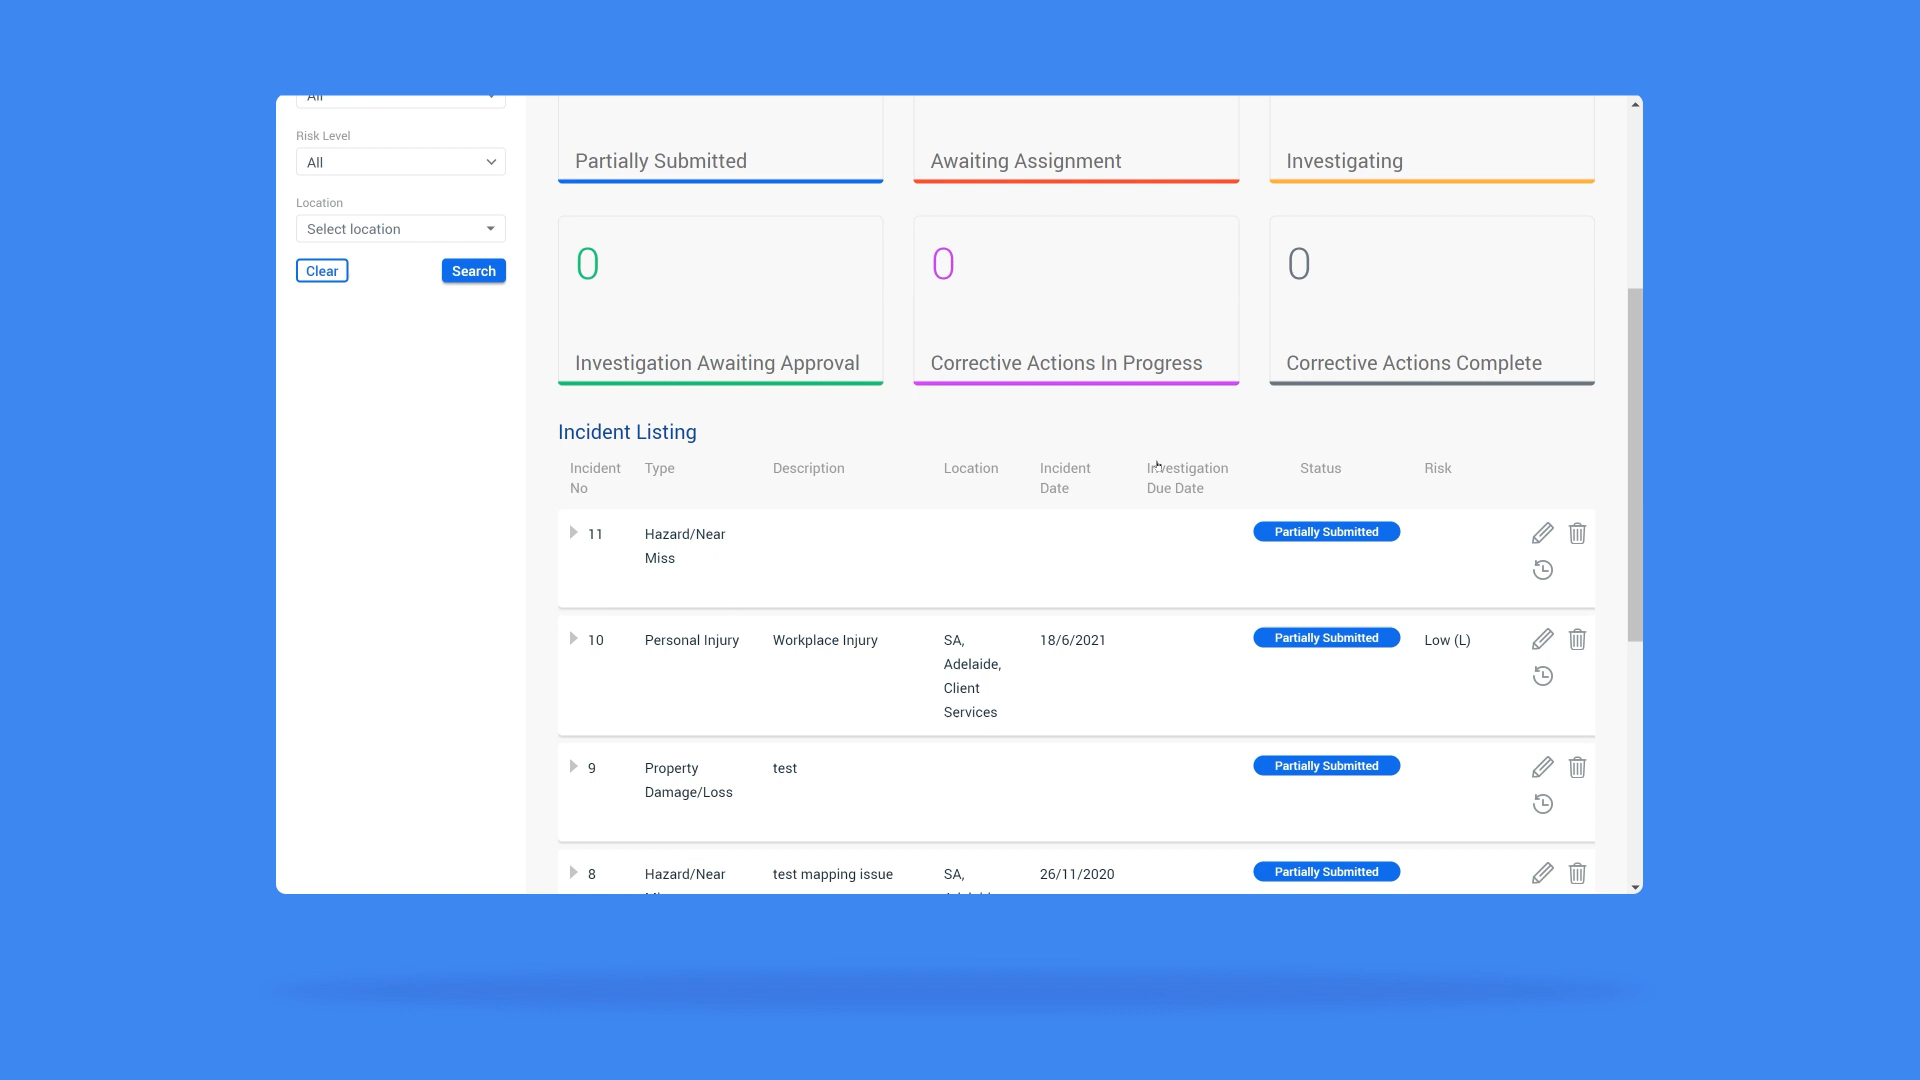 All
Risk Level
All
Location
Select location
Clear
Search
Partially Submitted
Awaiting Assignment
Investigating
0
0
0
Investigation Awaiting Approval
Corrective Actions In Progress
Corrective Actions Complete
Incident Listing
Incident No
Type
Description
Location
Incident Date
Investigation Due Date
Status
Risk
11
Hazard/Near
Miss
Partially Submitted
10
Personal Injury
Workplace Injury
SA,
Adelaide,
Client
Services
18/6/2021
Partially Submitted
Low (L)
9
Property
Damage/Loss
test
Partially Submitted
8
Hazard/Near
test mapping issue
SA,
26/11/2020
Partially Submitted